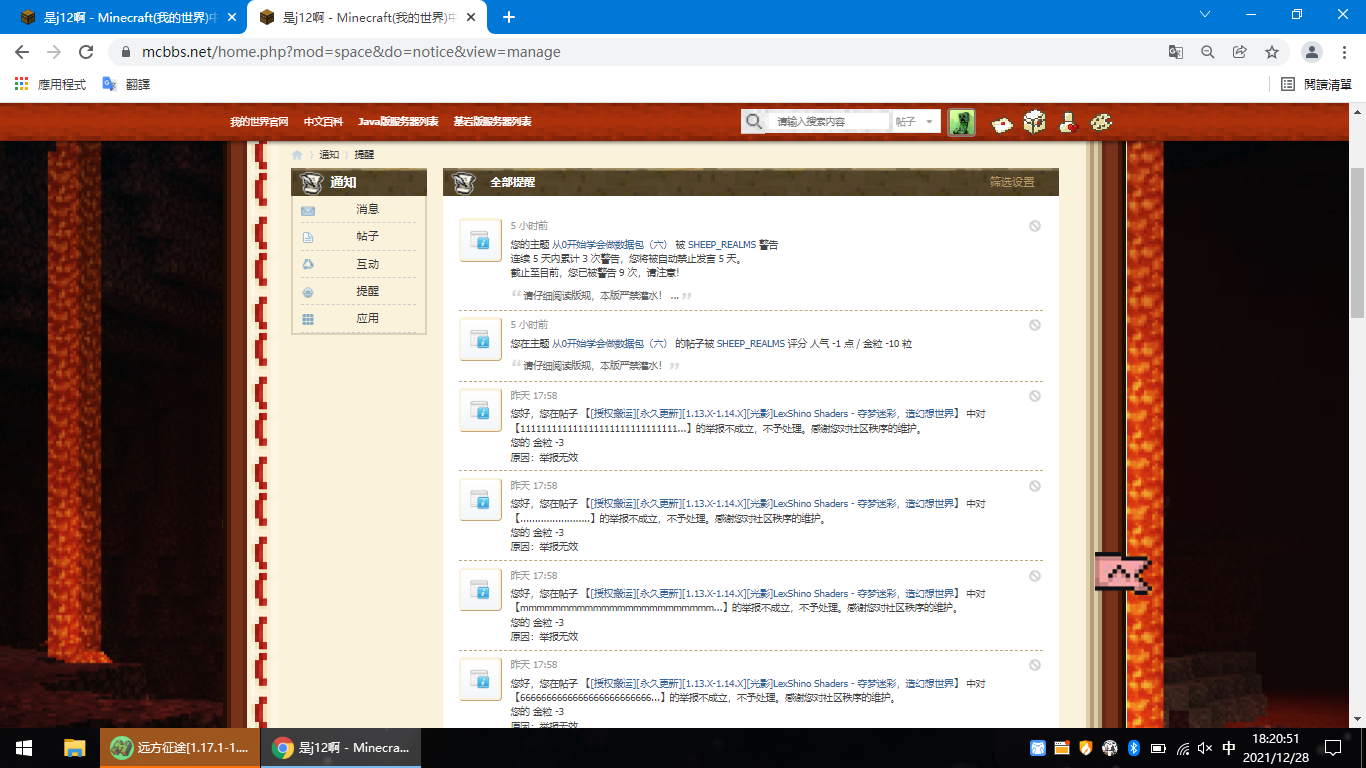 是j12啊 - Minecraft(我的世界)中
是j12啊 - Minecraft(我的世界)中
mcbbs.net/home.php?mod=space&do=notice&view=manage
應用程式
翻譯
閱讀清單
我的世界官网
中文百科
Java版服务器列表
基岩版服务器列表
请输入搜索内容
帖子
通知
提醒
通知
消息
帖子
互动
提醒
应用
全部提醒
筛选设置
5 小时前
您的主题 从0开始学会做数据包（六） 被 SHEEP_REALMS 警告
连续 5 天内累计 3 次警告，您将被自动禁止发言 5 天。
截止至目前，您已被警告 9 次，请注意！
“ 请仔细阅读版规，本版严禁灌水！ ... ”
5 小时前
您在主题 从0开始学会做数据包（六） 的帖子被 SHEEP_REALMS 评分 人气 -1 点 / 金粒 -10 粒
“ 请仔细阅读版规，本版严禁灌水！ ”
昨天 17:58
您好，您在帖子 【[授权搬运][永久更新][1.13.X-1.14.X][光影]LexShino Shaders - 夺梦迷彩，造幻想世界】 中对
的举报不成立，不予处理。感谢您对社区秩序的维护。
您的 金粒 -3
原因：举报无效
昨天 17:58
您好，您在帖子 【[授权搬运][永久更新][1.13.X-1.14.X][光影]LexShino Shaders - 夺梦迷彩，造幻想世界】 中对
的举报不成立，不予处理。感谢您对社区秩序的维护。
您的 金粒 -3
原因：举报无效
昨天 17:58
您好，您在帖子 【[授权搬运][永久更新][1.13.X-1.14.X][光影]LexShino Shaders - 夺梦迷彩，造幻想世界】 中对
的举报不成立，不予处理。感谢您对社区秩序的维护。
您的 金粒 -3
原因：举报无效
昨天 17:58
您好，您在帖子 【[授权搬运][永久更新][1.13.X-1.14.X][光影]LexShino Shaders - 夺梦迷彩，造幻想世界】 中对
的举报不成立，不予处理。感谢您对社区秩序的维护。
您的 金粒 -3
原因：举报无效
远方征途[1.17.1-1....
是j12啊 - Minecra...
中
18:20:51
2021/12/28